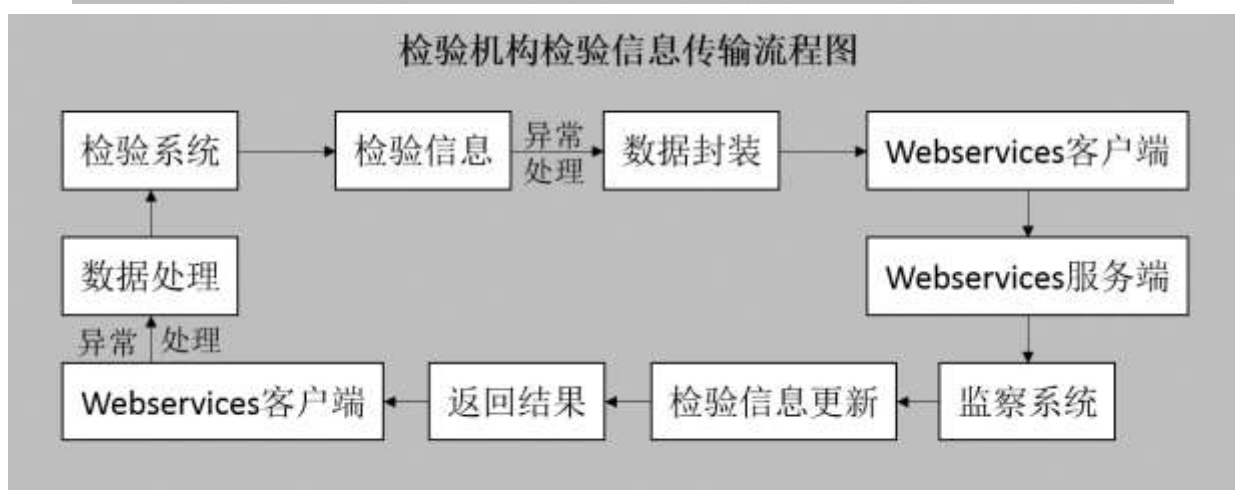 检验机构检验信息传输流程图
检验系统
检验信息
异常
处理
数据封装
Webservices客户端
数据处理
Webservices服务端
异常 处理
Webservices客户端
返回结果
检验信息更新
监察系统